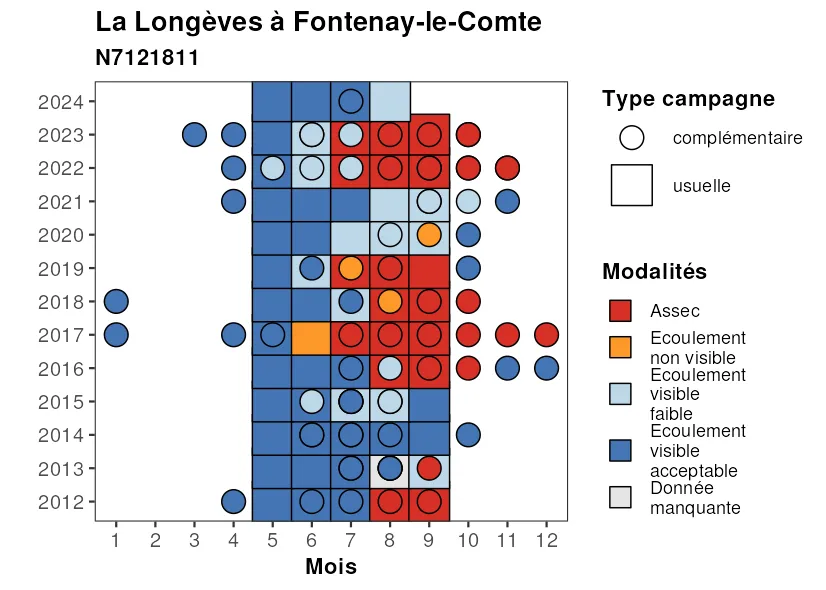 La Longèves à Fontenay-le-Comte
N7121811
2024
2023
2022
2021
2020
2019
2018
2017
2016
2015
2014
2013
2012
1 2 3 4 5 6 7 8 9 10 11 12
Mois
Type campagne
complémentaire
usuelle
Modalités
Assec
Ecoulement
non visible
Ecoulement
visible
faible
Ecoulement
visible
acceptable
Donnée
manquante